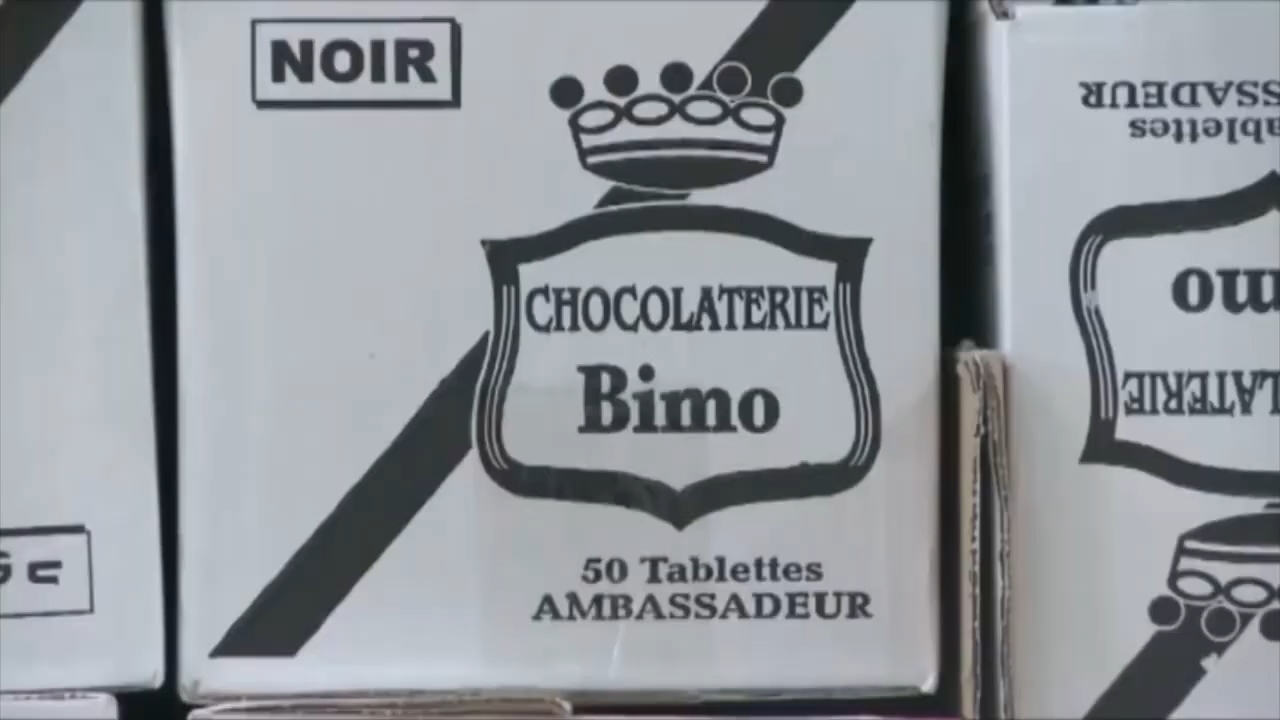 NOIR
CHOCOLATERIE
Bimo
50 Tablettes
AMBASSADEUR